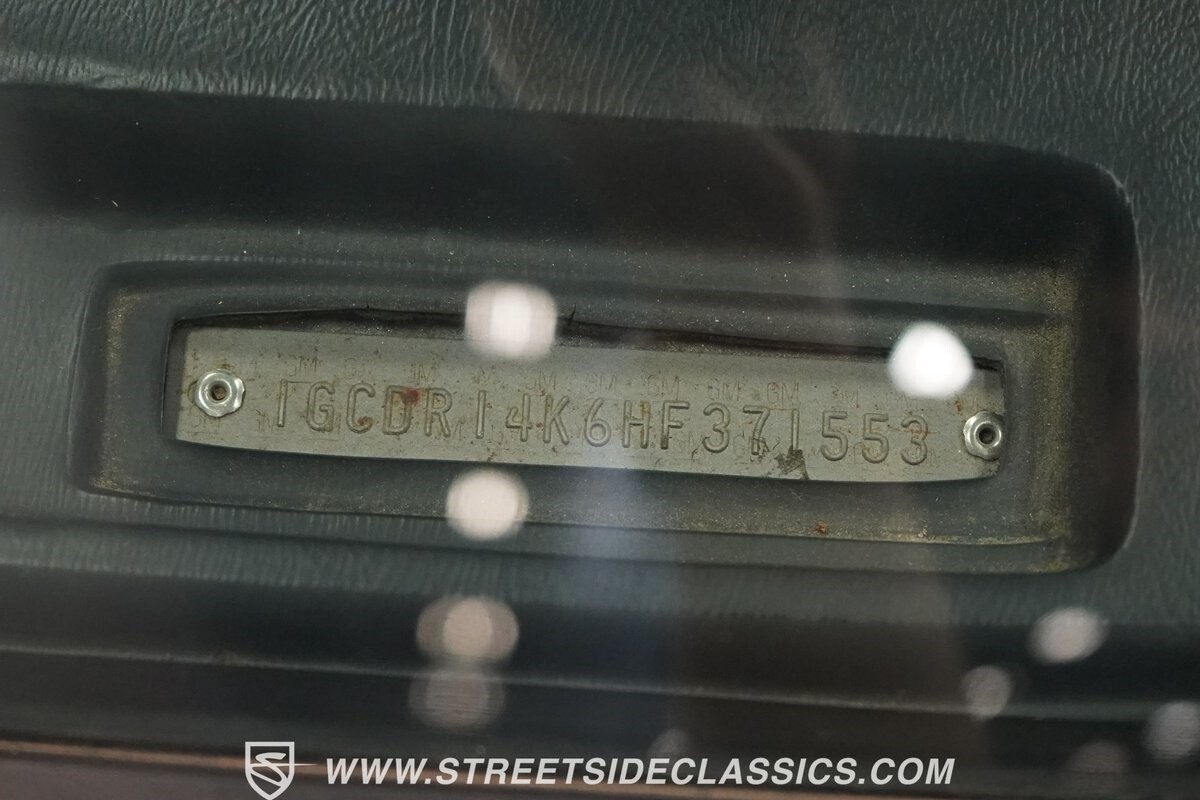 1GCDR14K6HF371553
WWW.STREETSIDECLASSICS.COM